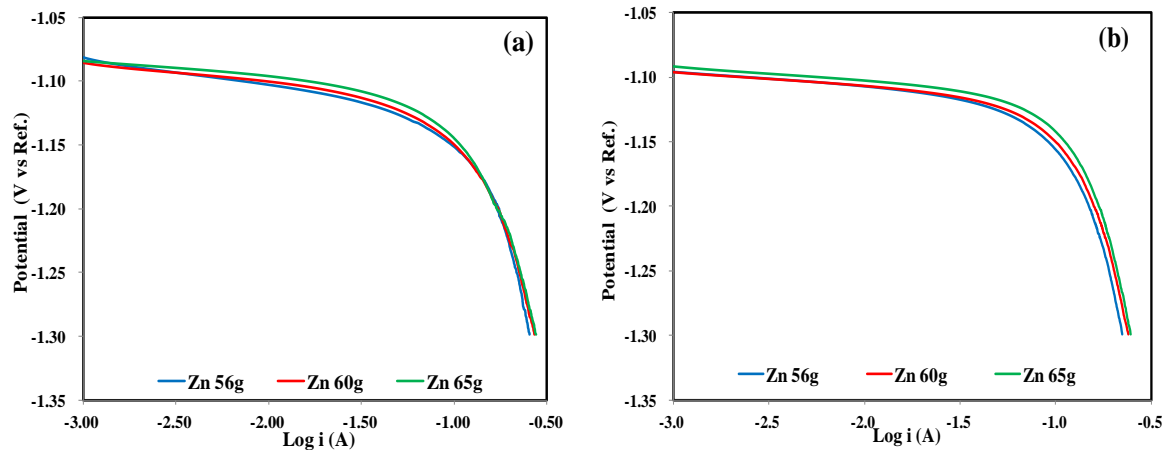 (a)
-1.05
-1.10
-1.15
-1.20
-1.25
-1.30
-1.35
Potential (V vs Ref.)
Zn 56g Zn 60g Zn 65g
-3.00 -2.50 -2.00 -1.50 -1.00 -0.50
Log i (A)
(b)
-1.05
-1.10
-1.15
-1.20
-1.25
-1.30
-1.35
Potential (V vs Ref.)
Zn 56g Zn 60g Zn 65g
-3.0 -2.5 -2.0 -1.5 -1.0 -0.5
Log i (A)